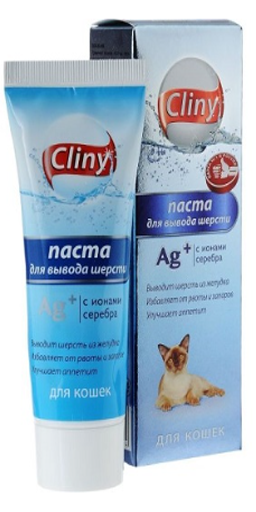 Cliny
паста
для вывода шерсти
Ag+ с ионами
серебра
Выводит шерсть из желудка
Избавляет от рвоты и запоров
Улучшает аппетит
ДЛЯ КОШЕК
Cliny
паста
для вывода шерсти
Ag+ с ионами
серебра
Выводит шерсть из желудка
Избавляет от рвоты и запоров
Улучшает аппетит
ДЛЯ КОШЕК